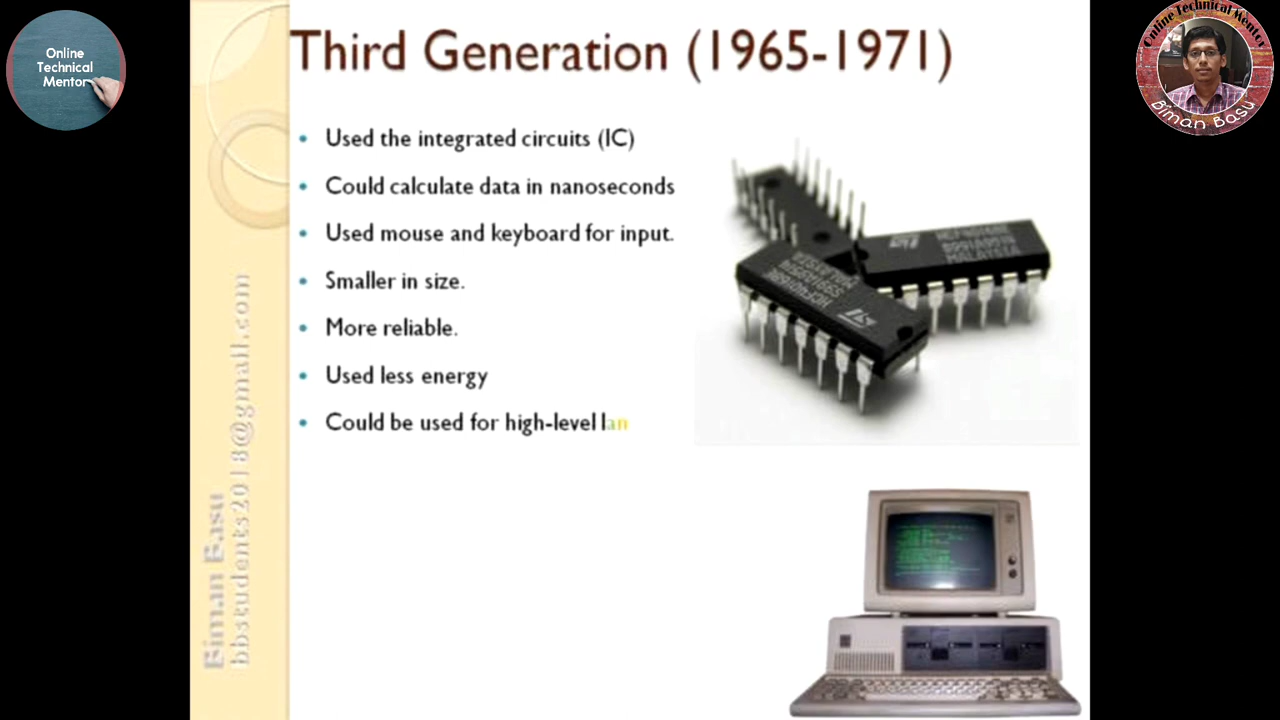 Online
Technical
Mentor
Third Generation (1965-1971)
Online Technical Mentor
Biman Basu
• Used the integrated circuits (IC)
• Could calculate data in nanoseconds
• Used mouse and keyboard for input.
• Smaller in size.
• More reliable.
• Used less energy
• Could be used for high-level lan
Biman Basu
bbstudents2018@gmail.com